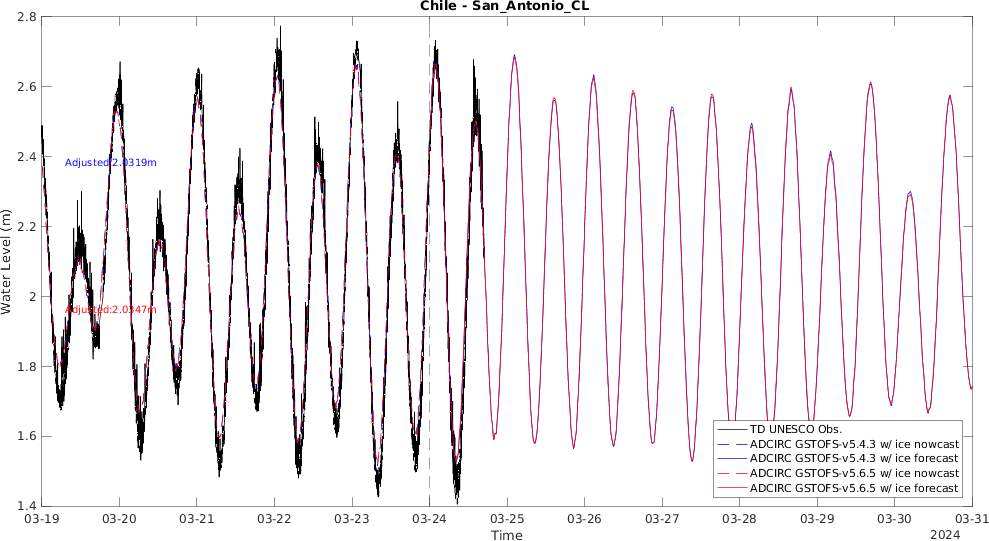 Chile - San_Antonio_CL
2.8
2.6
2.4
2.2
2
1.8
1.6
1.4
Water Level (m)
Adjusted:2.0319m
Adjusted:2.0347m
TD UNESCO Obs.
ADCIRC GSTOFS-v5.4.3 w/ ice nowcast
ADCIRC GSTOFS-v5.4.3 w/ ice forecast
ADCIRC GSTOFS-v5.6.5 w/ ice nowcast
ADCIRC GSTOFS-v5.6.5 w/ ice forecast
03-19 03-20 03-21 03-22 03-23 03-24 03-25 03-26 03-27 03-28 03-29 03-30 03-31
Time
2024